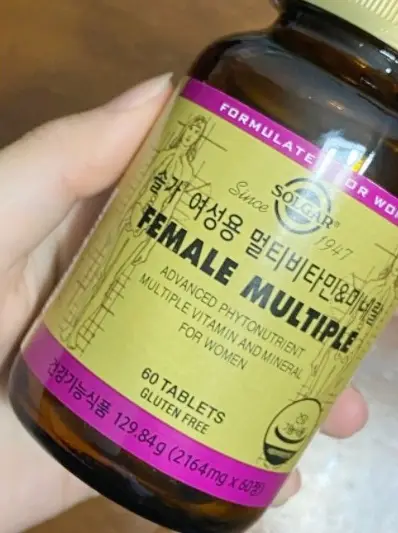 FORMULATED FOR WOM
Since
SOLGAR®
1947
솔가 여성용 멀티비타민&미네랄
FEMALE MULTIPLE
ADVANCED PHYTONUTRIENT
MULTIPLE VITAMIN AND MINERAL
FOR WOMEN
60 TABLETS
GLUTEN FREE
건강기능식품 129.84g (2164mg x 60정)